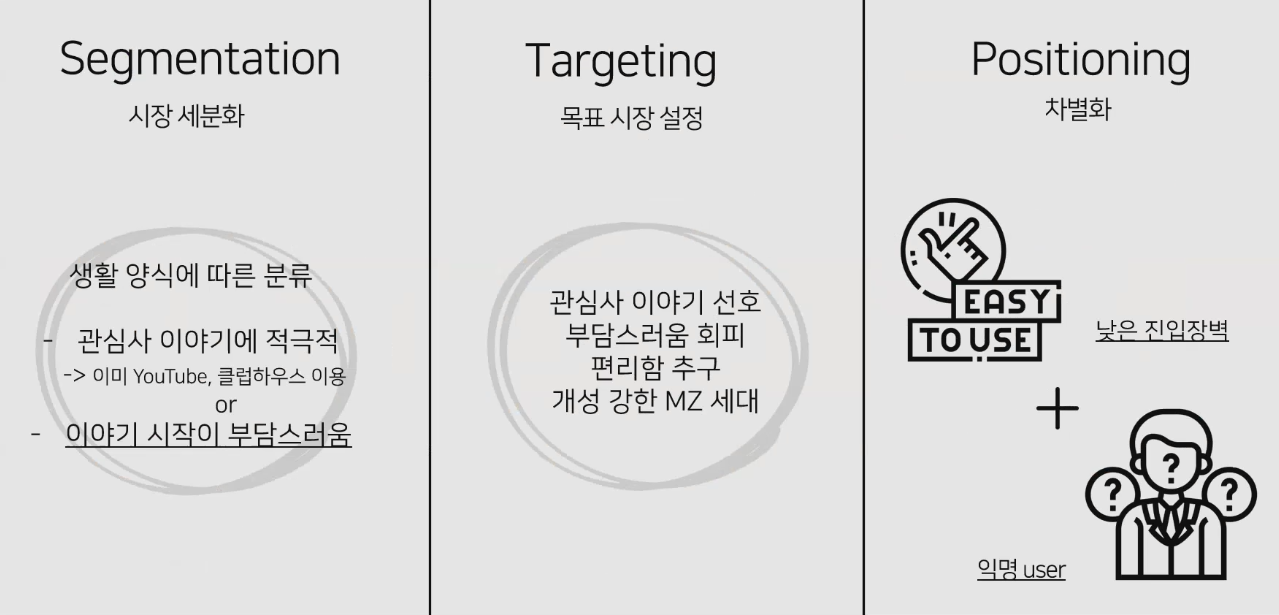 Segmentation
시장 세분화
생활 양식에 따른 분류
- 관심사 이야기에 적극적
-> 이미 YouTube, 클럽하우스 이용
or
- 이야기 시작이 부담스러움
Targeting
목표 시장 설정
관심사 이야기 선호
부담스러움 회피
편리함 추구
개성 강한 MZ 세대
Positioning
차별화
EASY
TO USE
낮은 진입장벽
+
?
? ?
익명 user